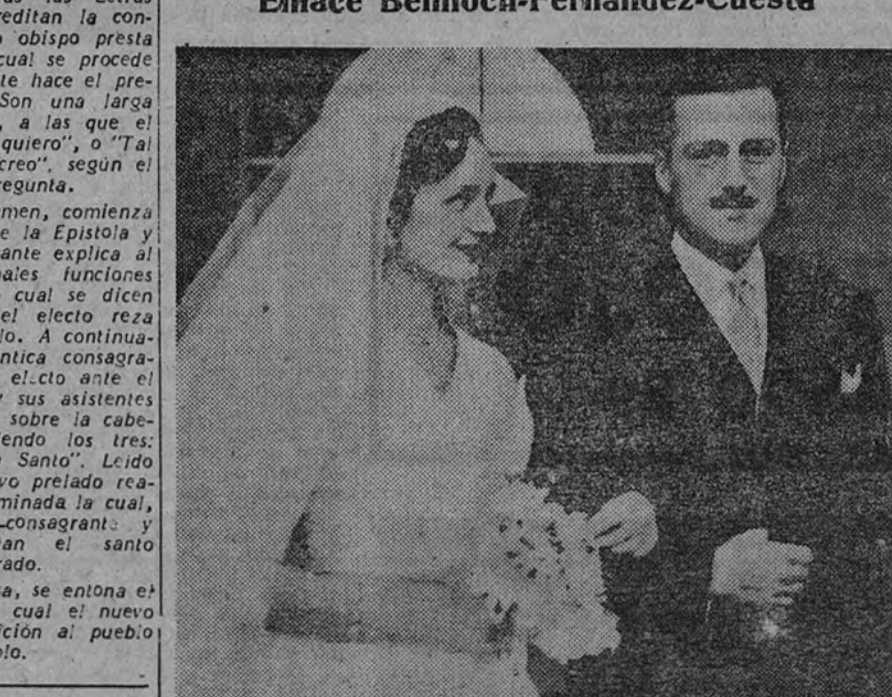 Enlace Benlloch-Fernández-Cuesta
reditan la con-
obispo presta
cual se procede
te hace el pre-
Son una larga
, a las que el
quiero", o "Tal
creo", según el
regunta.
men, comienza
e la Epístola y
ante explica al
ales funciones
cual se dicen
el electo reza
lo. A continua-
ntica consagra-
electo ante el
y sus asistentes
sobre la cabe-
endo los tres:
Santo". Leído
vo prelado rea-
minada la cual,
consagrante y
an el santo
rado.
a, se entona el
cual el nuevo
ición al pueblo
lo.